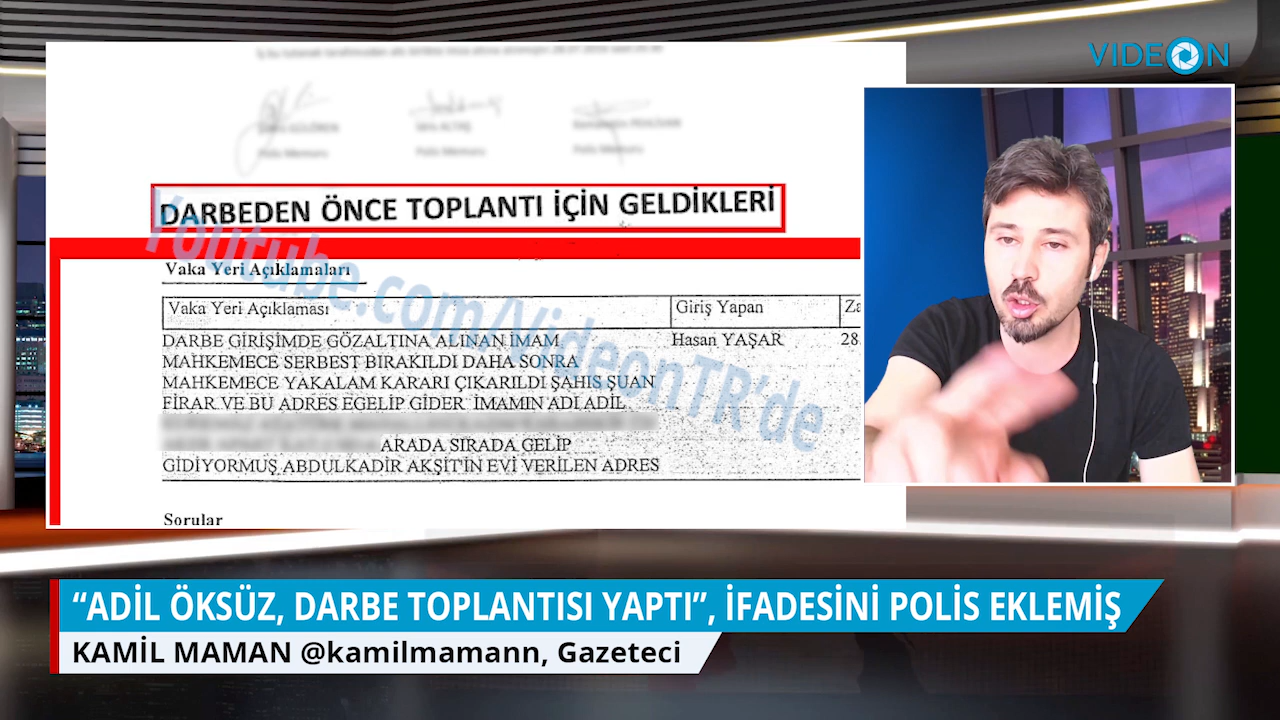 VIDEON
DARBEDEN ÖNCE TOPLANTI İÇİN GELDİKLERİ
Youtube.com/VideonTR'de
Vaka Yeri Açıklamaları
Vaka Yeri Açıklaması Giriş Yapan Za
DARBE GİRİŞİMDE GÖZALTINA ALINAN İMAM Hasan YAŞAR 28
MAHKEMECE SERBEST BIRAKILDI DAHA SONRA
MAHKEMECE YAKALAM KARARI ÇIKARILDI ŞAHIS ŞUAN
FİRAR VE BU ADRES EGELİP GİDER İMAMIN ADI ADİL
ARADA SIRADA GELİP
GİDİYORMUŞ ABDULKADİR AKŞİT'İN EVİ VERİLEN ADRES
Sorular
“ADİL ÖKSÜZ, DARBE TOPLANTISI YAPTI”, İFADESİNİ POLİS EKLEMİŞ
KAMİL MAMAN @kamilmamann, Gazeteci